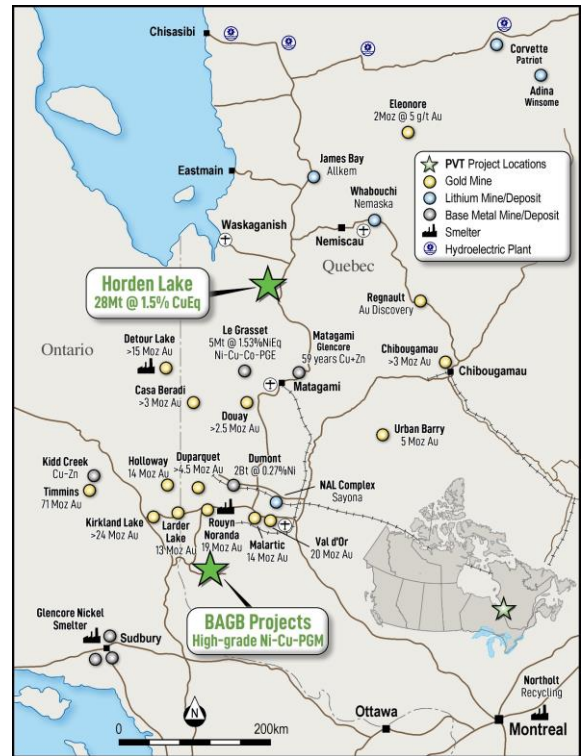 Chisasibi
Corvette
Patriot
Adina
Winsome
Eleonore
2Moz @ 5 g/t Au
PVT Project Locations
Gold Mine
Lithium Mine/Deposit
Base Metal Mine/Deposit
Smelter
Hydroelectric Plant
James Bay
Allkem
Eastmain
Whabouchi
Nemaska
Waskaganish
Nemiscau
Quebec
Horden Lake
28Mt @ 1.5% CuEq
Regnault
Au Discovery
Ontario
Detour Lake
>15 Moz Au
Le Grasset
5Mt @ 1.53%NiEq
Ni-Cu-Co-PGE
Matagami
Glencore
59 years Cu+Zn
Chibougamau
>3 Moz Au
Chibougamau
Casa Beradi
>3 Moz Au
Matagami
Douay
>2.5 Moz Au
Urban Barry
5 Moz Au
Kidd Creek
Cu-Zn
Timmins
71 Moz Au
Holloway
14 Moz Au
Duparquet
>4.5 Moz Au
Dumont
2Bt @ 0.27%Ni
NAL Complex
Sayona
Kirkland Lake
>24 Moz Au
Larder
Lake
13 Moz Au
Rouyn
Noranda
19 Moz Au
Malartic
14 Moz Au
Val d'Or
20 Moz Au
BAGB Projects
High-grade Ni-Cu-PGM
Glencore Nickel
Smelter
Sudbury
N
0
200km
Ottawa
Northolt
Recycling
Montreal